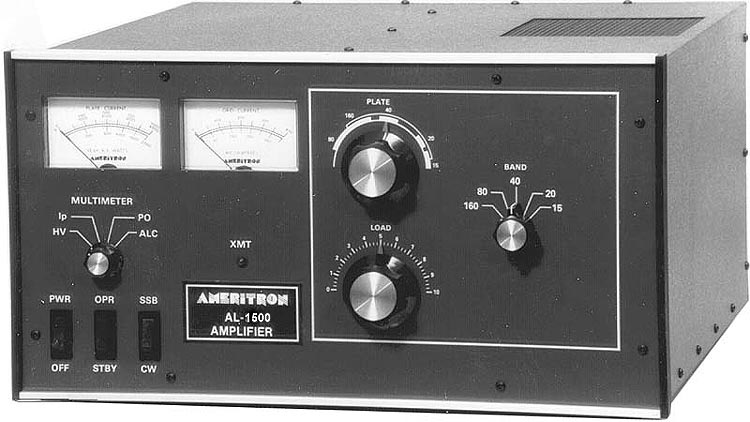 PLATE CURRENT
AMERITRON
GRID CURRENT
AMERITRON
MULTIMETER
Ip PO
HV ALC
XMT
PWR OPR SSB
OFF STBY CW
AMERITRON
AL-1500
AMPLIFIER
PLATE
80 160 40 20 15
LOAD
0 1 2 3 4 5 6 7 8 9 10
BAND
160 80 40 20 15